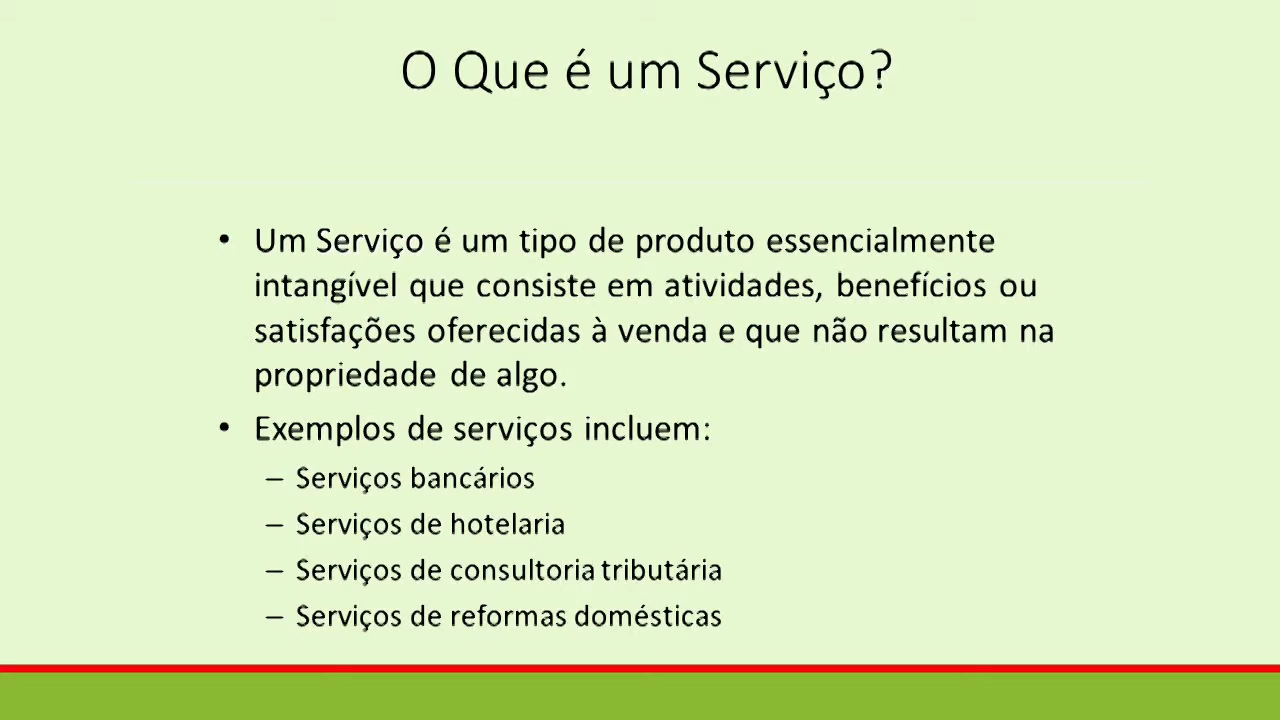 O Que é um Serviço?
• Um Serviço é um tipo de produto essencialmente
intangível que consiste em atividades, benefícios ou
satisfações oferecidas à venda e que não resultam na
propriedade de algo.
• Exemplos de serviços incluem:
– Serviços bancários
– Serviços de hotelaria
– Serviços de consultoria tributária
– Serviços de reformas domésticas